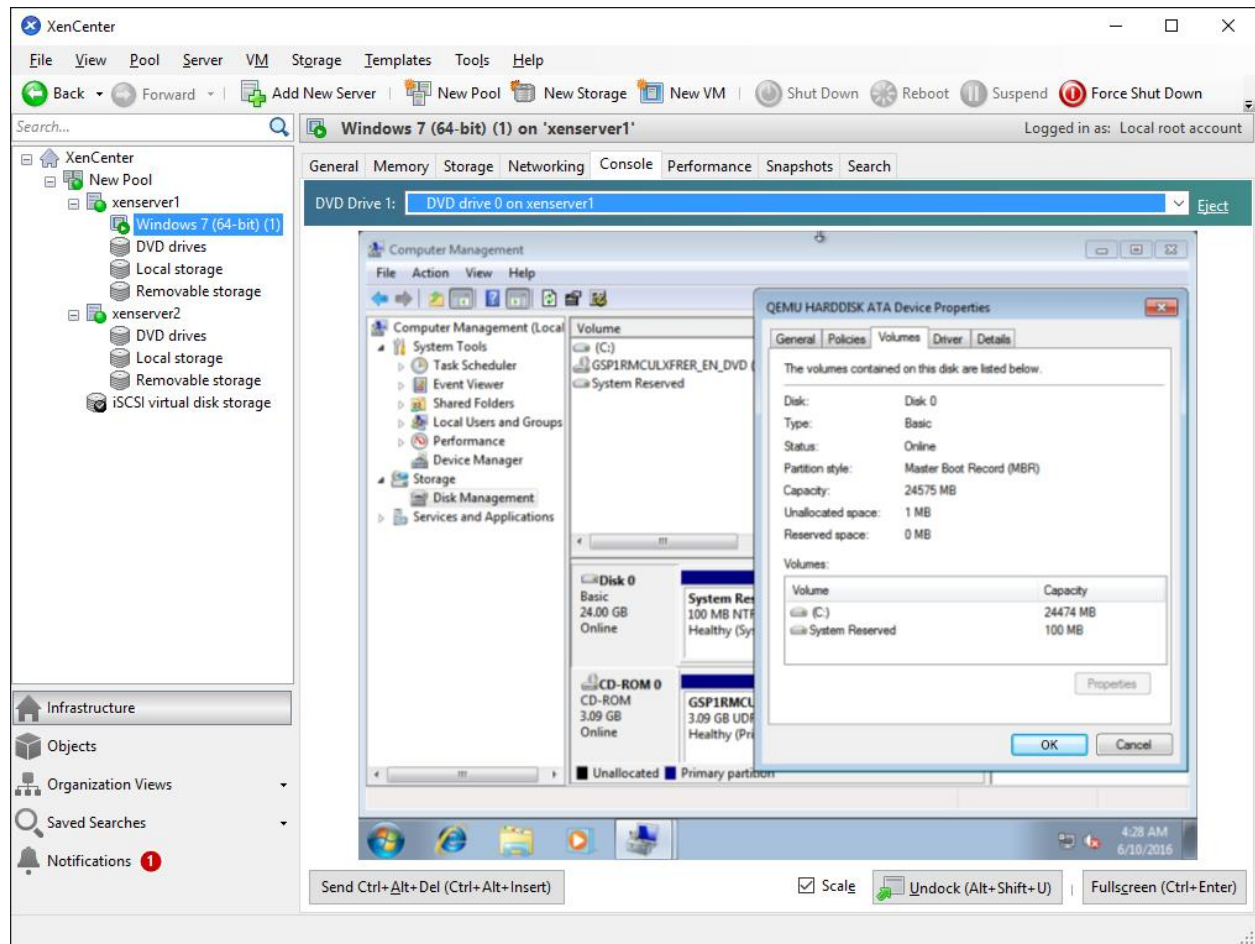 XenCenter
File View Pool Server VM Storage Templates Tools Help
Back Forward Add New Server New Pool New Storage New VM Shut Down Reboot Suspend Force Shut Down
Search...
Windows 7 (64-bit) (1) on 'xenserver1'
Logged in as: Local root account
XenCenter
New Pool
xenserver1
Windows 7 (64-bit) (1)
DVD drives
Local storage
Removable storage
xenserver2
DVD drives
Local storage
Removable storage
iSCSI virtual disk storage
Infrastructure
Objects
Organization Views
Saved Searches
Notifications 1
General Memory Storage Networking Console Performance Snapshots Search
DVD Drive 1: DVD drive 0 on xenserver1 Eject
Computer Management
File Action View Help
Computer Management (Local
System Tools
Task Scheduler
Event Viewer
Shared Folders
Local Users and Groups
Performance
Device Manager
Storage
Disk Management
Services and Applications
Volume
(C:)
GSP1RMCULXFRER_EN_DVD (
System Reserved
Disk 0
Basic
24.00 GB
Online
System Res
100 MB NTF
Healthy (Sy
CD-ROM 0
CD-ROM
3.09 GB
Online
GSP1RMCU
3.09 GB UDF
Healthy (Pri
Unallocated Primary partition
QEMU HARDDISK ATA Device Properties
General Policies Volumes Driver Details
The volumes contained on this disk are listed below.
Disk: Disk 0
Type: Basic
Status: Online
Partition style: Master Boot Record (MBR)
Capacity: 24575 MB
Unallocated space: 1 MB
Reserved space: 0 MB
Volumes:
Volume Capacity
(C:) 24474 MB
System Reserved 100 MB
Properties
OK Cancel
4:28 AM
6/10/2016
Send Ctrl+Alt+Del (Ctrl+Alt+Insert)
Scale
Undock (Alt+Shift+U)
Fullscreen (Ctrl+Enter)